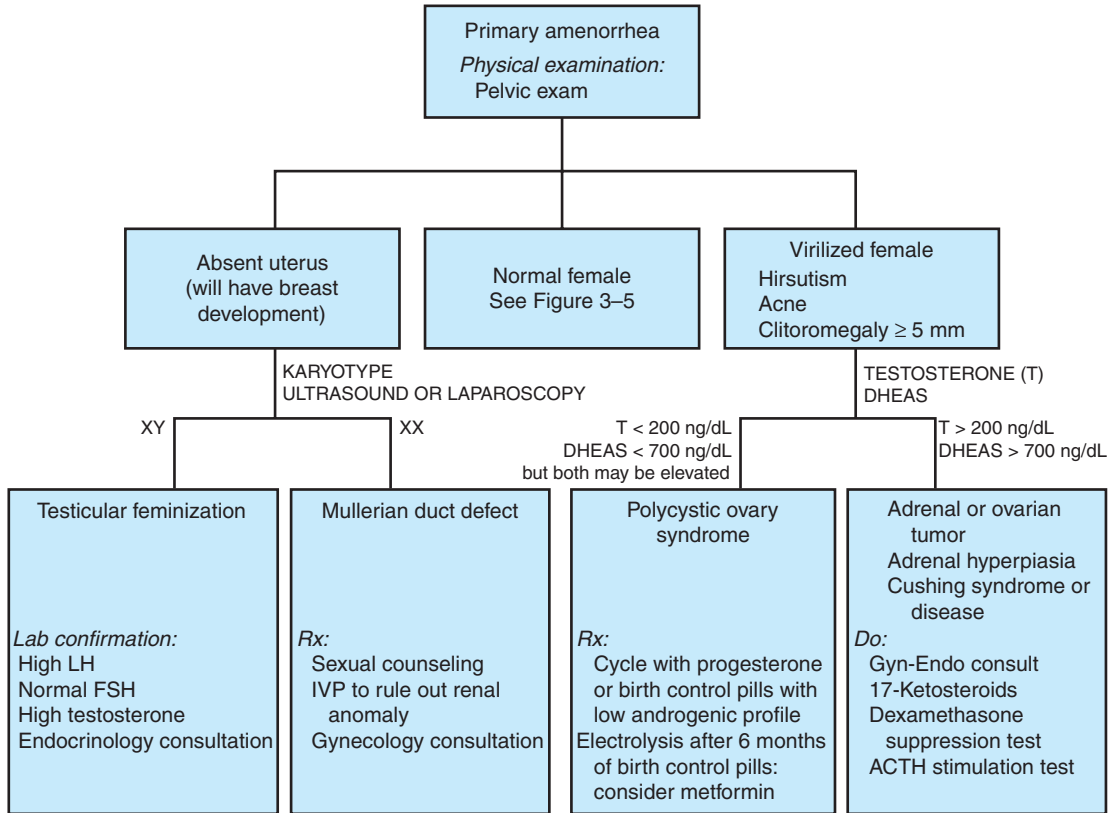 Primary amenorrhea
Physical examination:
Pelvic exam
Absent uterus
(will have breast
development)
Normal female
See Figure 3–5
Virilized female
Hirsutism
Acne
Clitoromegaly ≥ 5 mm
KARYOTYPE
ULTRASOUND OR LAPAROSCOPY
TESTOSTERONE (T)
DHEAS
XY
XX
T < 200 ng/dL
DHEAS < 700 ng/dL
but both may be elevated
T > 200 ng/dL
DHEAS > 700 ng/dL
Testicular feminization
Lab confirmation:
High LH
Normal FSH
High testosterone
Endocrinology consultation
Mullerian duct defect
Rx:
Sexual counseling
IVP to rule out renal
anomaly
Gynecology consultation
Polycystic ovary
syndrome
Rx:
Cycle with progesterone
or birth control pills with
low androgenic profile
Electrolysis after 6 months
of birth control pills:
consider metformin
Adrenal or ovarian
tumor
Adrenal hyperpiasia
Cushing syndrome or
disease
Do:
Gyn-Endo consult
17-Ketosteroids
Dexamethasone
suppression test
ACTH stimulation test